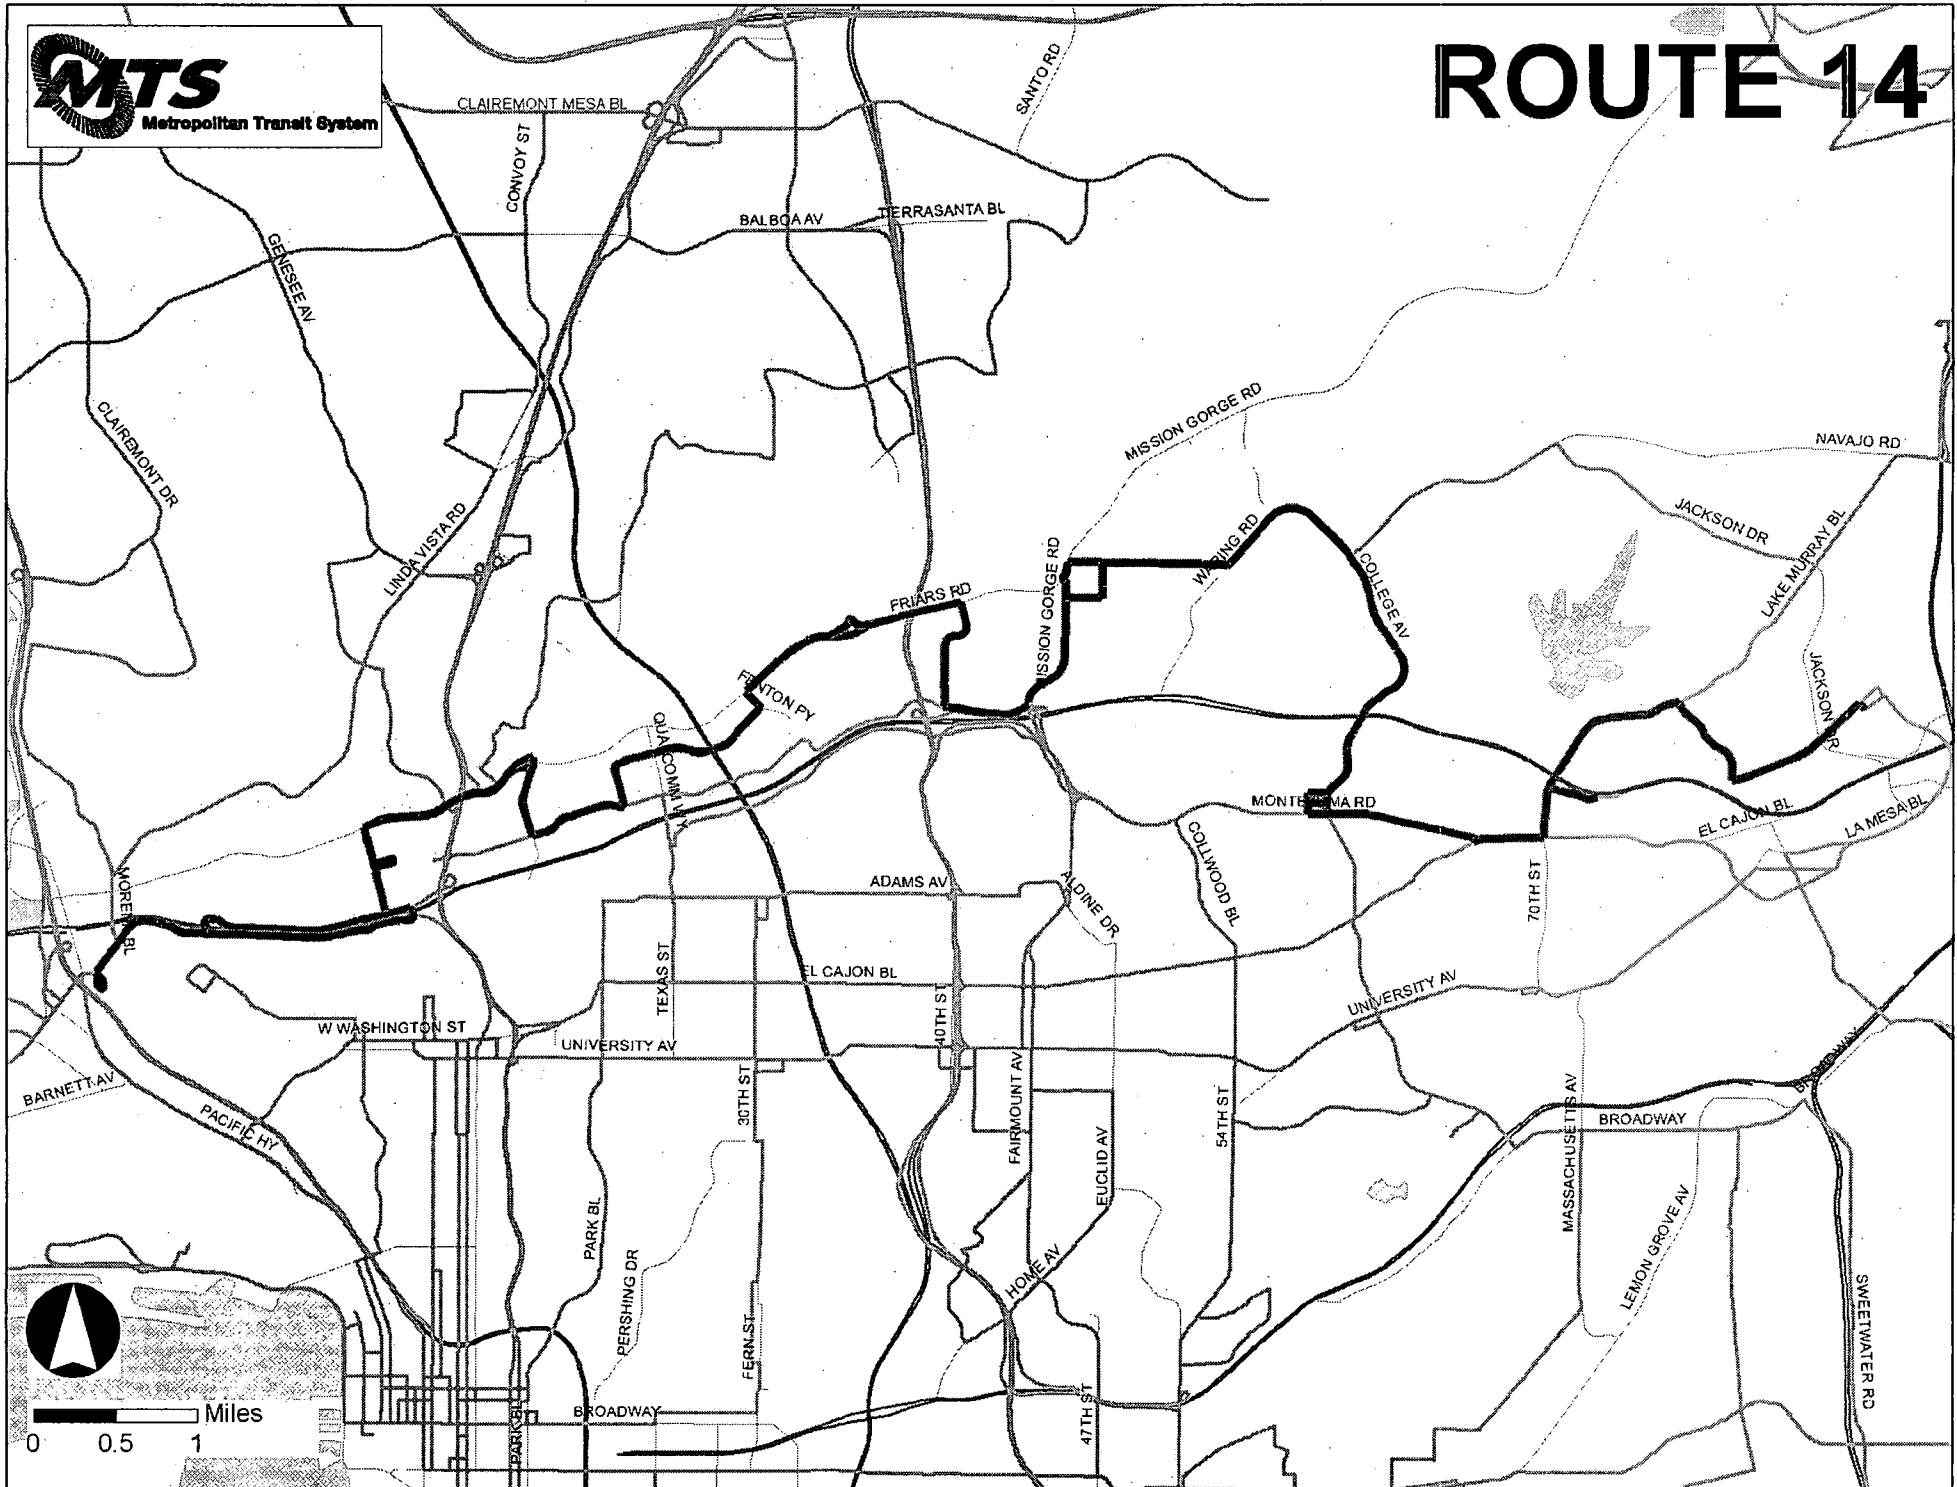 MTS
Metropolitan Transit System
ROUTE 14
CLAIREMONT MESA BL
SANTO RD
CONVOY ST
BALBOA AV
TIERRASANTA BL
GENESEE AV
CLAIREMONT DR
LINDA VISTA RD
MISSION GORGE RD
NAVAJO RD
JACKSON DR
LAKE MURRAY BL
WARING RD
COLLEGE AV
FRIARS RD
MISSION GORGE RD
FENTON PY
QUALCOMM WY
JACKSON DR
MONTEZUMA RD
EL CAJON BL
LA MESA BL
COLLWOOD BL
70TH ST
MORENA BL
ADAMS AV
ALDINE DR
TEXAS ST
EL CAJON BL
40TH ST
UNIVERSITY AV
W WASHINGTON ST
UNIVERSITY AV
BARNETT AV
PACIFIC HY
30TH ST
FAIRMOUNT AV
EUCLID AV
54TH ST
MASSACHUSETTS AV
BROADWAY
BROADWAY
PARK BL
PERSHING DR
FERN ST
HOME AV
LEMON GROVE AV
SWEETWATER RD
BROADWAY
PARK BL
47TH ST
Miles
0 0.5 1